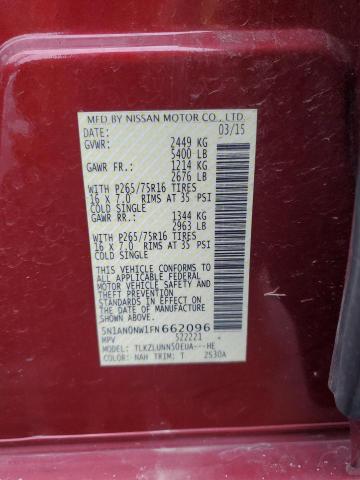 MFD BY NISSAN MOTOR CO., LTD.
DATE: 03/15
GVWR: 2449 KG
5400 LB
GAWR FR.: 1214 KG
2676 LB
WITH P265/75R16 TIRES
16 x 7.0 RIMS AT 35 PSI
COLD SINGLE
GAWR RR.: 1344 KG
2963 LB
WITH P265/75R16 TIRES
16 x 7.0 RIMS AT 35 PSI
COLD SINGLE
THIS VEHICLE CONFORMS
TO ALL APPLICABLE FEDERAL
MOTOR VEHICLE SAFETY
AND THEFT PREVENTION
STANDARDS IN EFFECT ON
THE DATE OF MANUFACTURE
SHOWN ABOVE.
5N1AN0NW1FN662096
MPV 522221
MODEL: TLKZLUNN50EUA---HE
COLOR: NAH TRIM: T 2530A